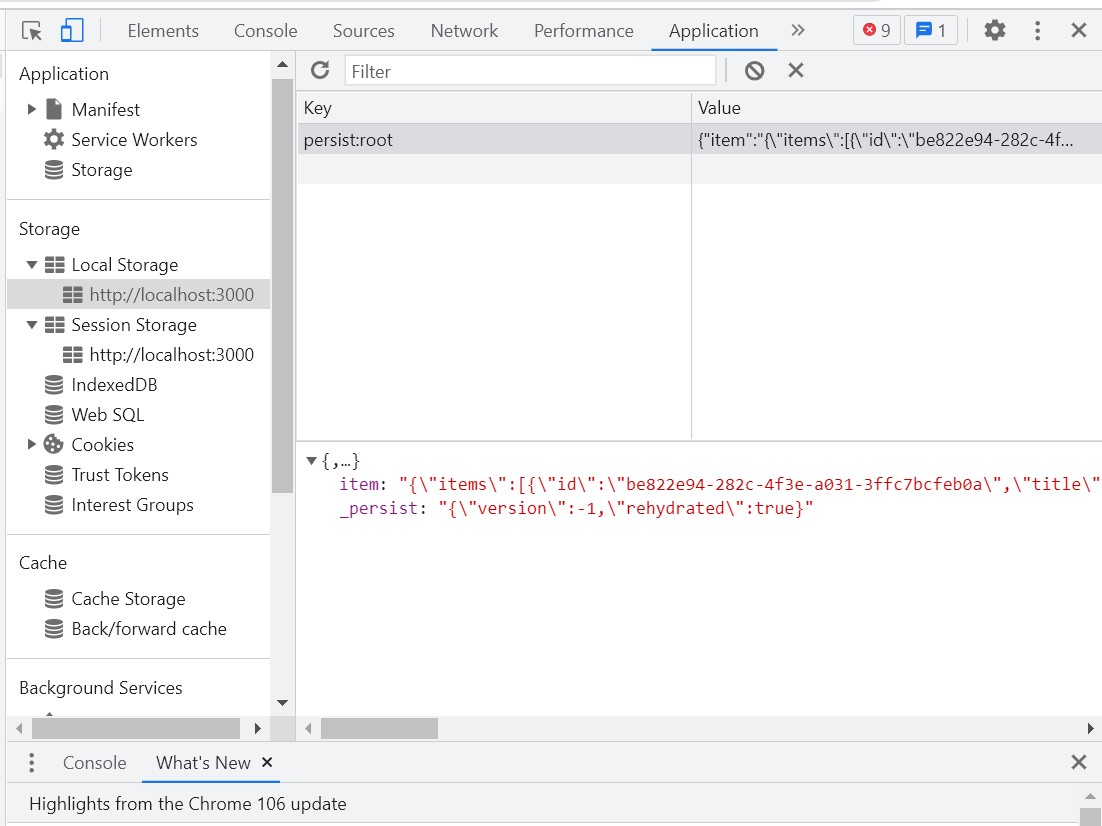 Elements Console Sources Network Performance Application 9 1
Application
Manifest
Service Workers
Storage
Storage
Local Storage
http://localhost:3000
Session Storage
http://localhost:3000
IndexedDB
Web SQL
Cookies
Trust Tokens
Interest Groups
Cache
Cache Storage
Back/forward cache
Background Services
Filter
Key Value
persist:root {"item":"{\"items\":[{\"id\":\"be822e94-282c-4f…
{,…}
item: "{\"items\":[{\"id\":\"be822e94-282c-4f3e-a031-3ffc7bcfeb0a\",\"title\"
_persist: "{\"version\":-1,\"rehydrated\":true}"
Console What's New
Highlights from the Chrome 106 update